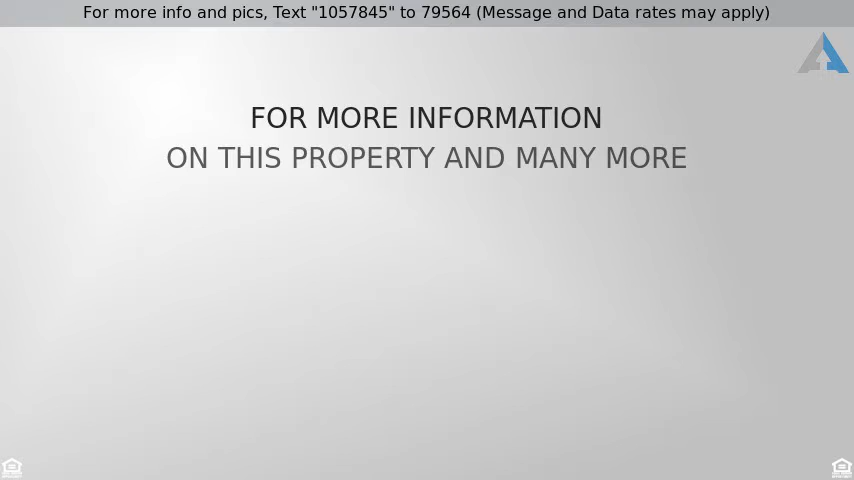 For more info and pics, Text "1057845" to 79564 (Message and Data rates may apply)
FOR MORE INFORMATION
ON THIS PROPERTY AND MANY MORE